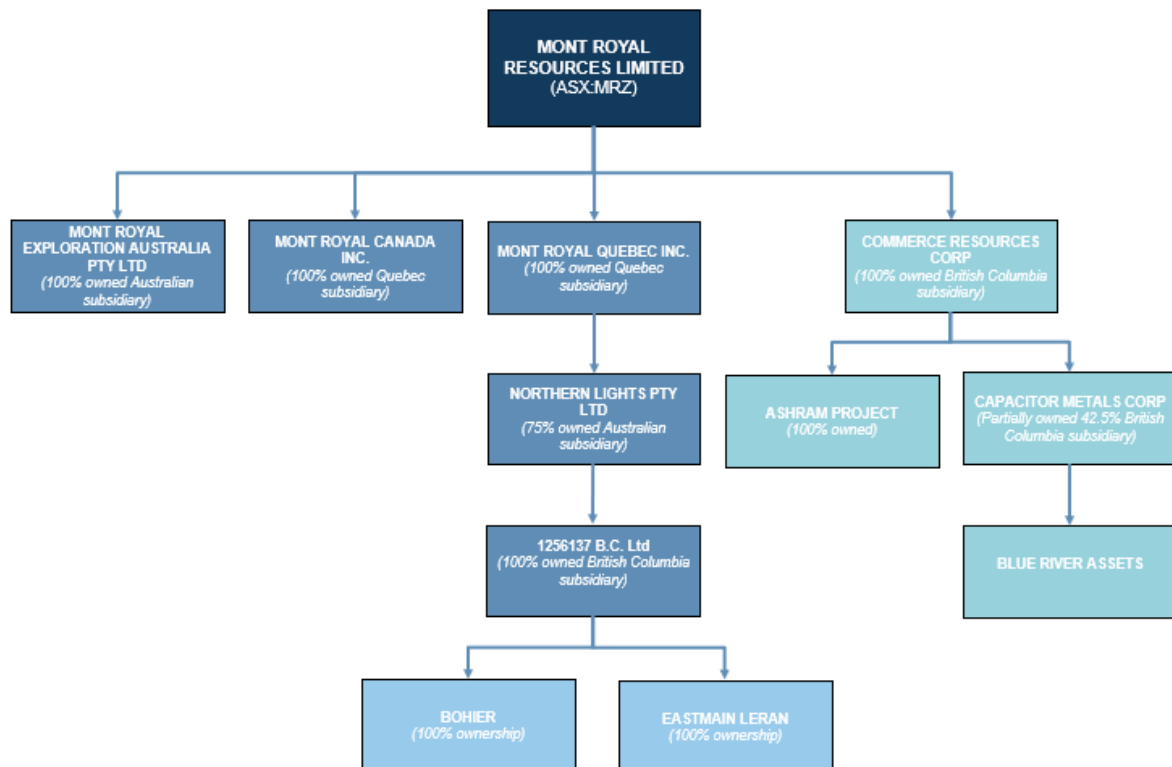 MONT ROYAL
RESOURCES LIMITED
(ASX:MRZ)
MONT ROYAL
EXPLORATION AUSTRALIA
PTY LTD
(100% owned Australian
subsidiary)
MONT ROYAL CANADA
INC.
(100% owned Quebec
subsidiary)
MONT ROYAL QUEBEC INC.
(100% owned Quebec
subsidiary)
COMMERCE RESOURCES
CORP
(100% owned British Columbia
subsidiary)
NORTHERN LIGHTS PTY
LTD
(75% owned Australian
subsidiary)
ASHRAM PROJECT
(100% owned)
CAPACITOR METALS CORP
(Partially owned 42.5% British
Columbia subsidiary)
1256137 B.C. Ltd
(100% owned British Columbia
subsidiary)
BLUE RIVER ASSETS
BOHIER
(100% ownership)
EASTMAIN LERAN
(100% ownership)